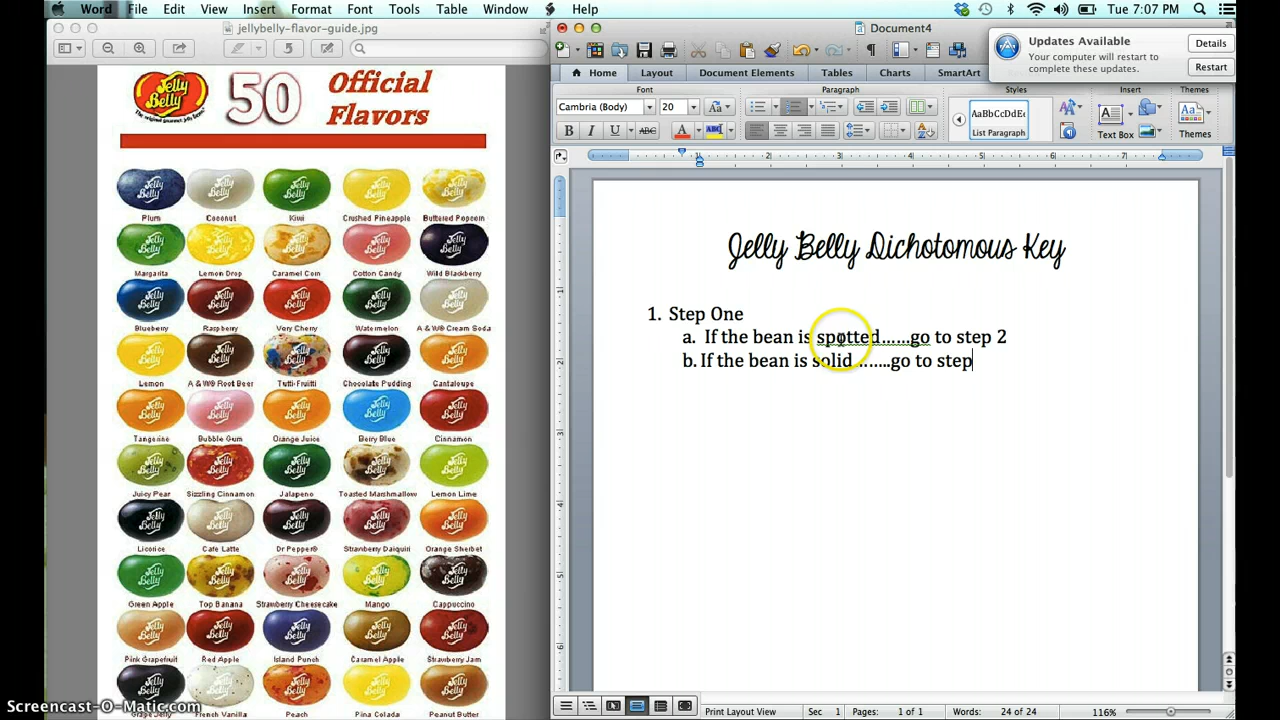 Word File Edit View Insert Format Font Tools Table Window Help Tue 7:07 PM
jellybelly-flavor-guide.jpg
Document4
Updates Available
Your computer will restart to
complete these updates.
Details
Restart
Home Layout Document Elements Tables Charts SmartArt
Font Paragraph Styles Insert Themes
Cambria (Body) 20
AaBbCcDdEe
List Paragraph
Text Box
Themes
B I U ABC
Jelly Belly
The original gourmet jelly bean
50 Official
Flavors
Plum Coconut Kiwi Crushed Pineapple Buttered Popcorn
Margarita Lemon Drop Caramel Corn Cotton Candy Wild Blackberry
Blueberry Raspberry Very Cherry Watermelon A & W® Cream Soda
Lemon A & W® Root Beer Tutti-Fruitti Chocolate Pudding Cantaloupe
Tangerine Bubble Gum Orange Juice Berry Blue Cinnamon
Juicy Pear Sizzling Cinnamon Jalapeno Toasted Marshmallow Lemon Lime
Licorice Cafe Latte Dr Pepper® Strawberry Daiquiri Orange Sherbet
Green Apple Top Banana Strawberry Cheesecake Mango Cappuccino
Pink Grapefruit Red Apple Island Punch Caramel Apple Strawberry Jam
French Vanilla Peach Pina Colada Peanut Butter
Jelly Belly Dichotomous Key
1. Step One
a. If the bean is spotted……go to step 2
b. If the bean is solid …….go to step
Print Layout View Sec 1 Pages: 1 of 1 Words: 24 of 24 116%
Screencast-O-Matic.com